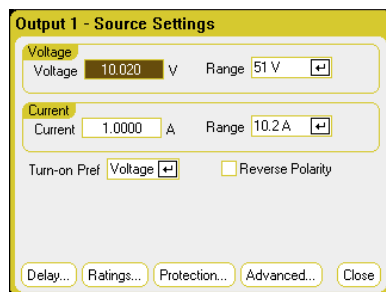 Output 1 - Source Settings
Voltage
Voltage 10.020 V Range 51 V
Current
Current 1.0000 A Range 10.2 A
Turn-on Pref Voltage Reverse Polarity
Delay... Ratings... Protection... Advanced... Close